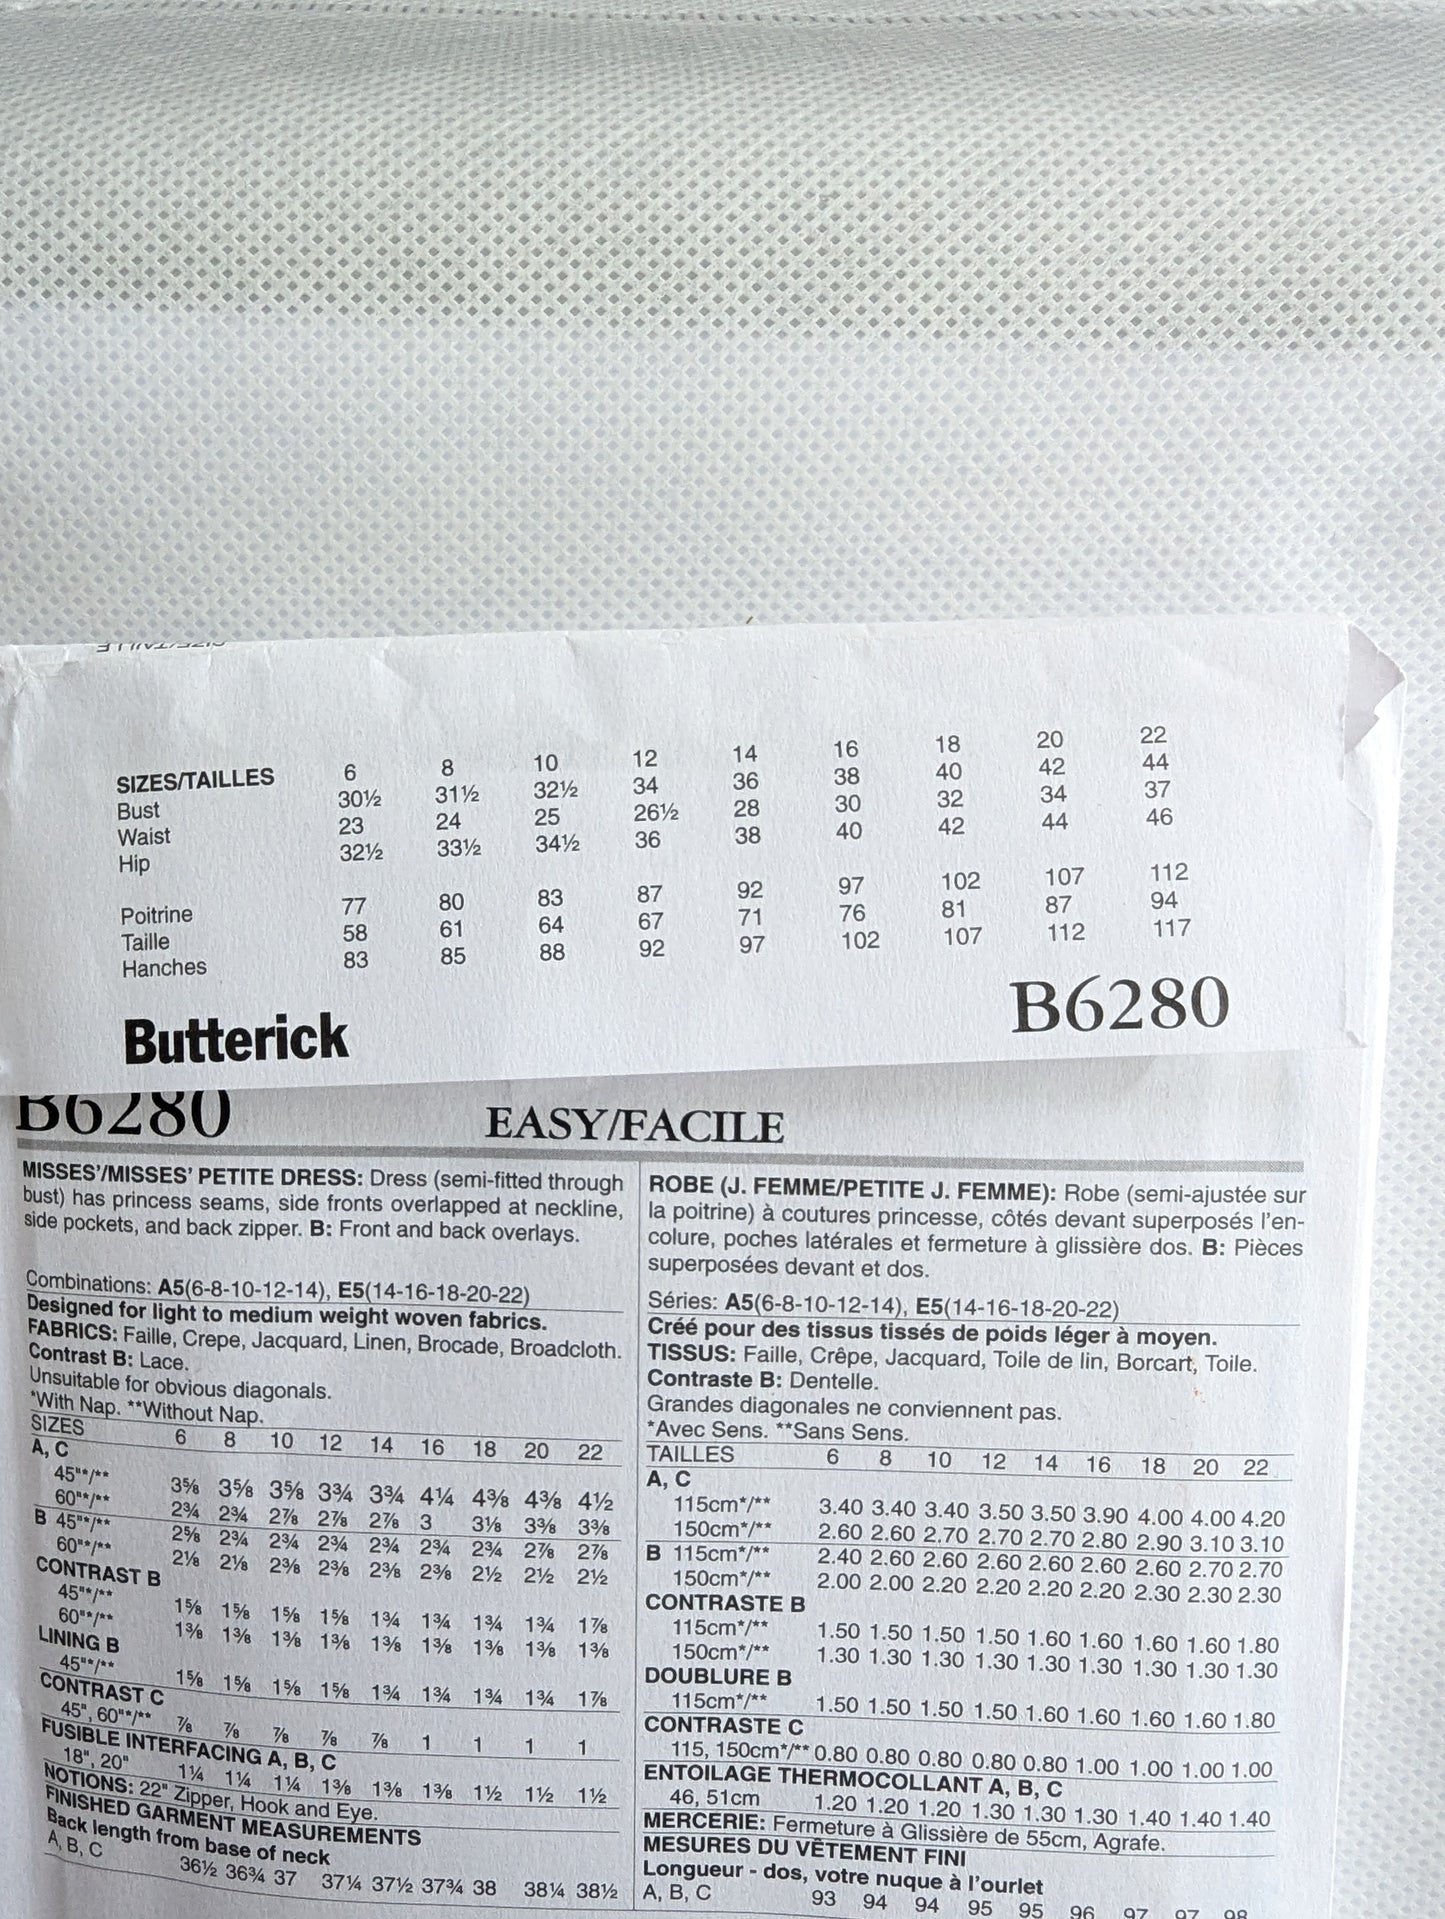 SIZE/TAILLE
SIZES/TAILLES 6 8 10 12 14 16 18 20 22
Bust 30½ 31½ 32½ 34 36 38 40 42 44
Waist 23 24 25 26½ 28 30 32 34 37
Hip 32½ 33½ 34½ 36 38 40 42 44 46
Poitrine 77 80 83 87 92 97 102 107 112
Taille 58 61 64 67 71 76 81 87 94
Hanches 83 85 88 92 97 102 107 112 117
Butterick B6280
B6280 EASY/FACILE
MISSES'/MISSES' PETITE DRESS: Dress (semi-fitted through
bust) has princess seams, side fronts overlapped at neckline,
side pockets, and back zipper. B: Front and back overlays.
Combinations: A5(6-8-10-12-14), E5(14-16-18-20-22)
Designed for light to medium weight woven fabrics.
FABRICS: Faille, Crepe, Jacquard, Linen, Brocade, Broadcloth.
Contrast B: Lace.
Unsuitable for obvious diagonals.
*With Nap. **Without Nap.
SIZES 6 8 10 12 14 16 18 20 22
A, C
45"*/** 3⅝ 3⅝ 3⅝ 3¾ 3¾ 4¼ 4⅜ 4⅜ 4½
60"*/** 2¾ 2¾ 2⅞ 2⅞ 2⅞ 3 3⅛ 3⅜ 3⅜
B 45"*/** 2⅝ 2¾ 2¾ 2¾ 2¾ 2¾ 2¾ 2⅞ 2⅞
60"*/** 2⅛ 2⅛ 2⅜ 2⅜ 2⅜ 2⅜ 2½ 2½ 2½
CONTRAST B
45"*/** 1⅝ 1⅝ 1⅝ 1⅝ 1¾ 1¾ 1¾ 1¾ 1⅞
60"*/** 1⅜ 1⅜ 1⅜ 1⅜ 1⅜ 1⅜ 1⅜ 1⅜ 1⅜
LINING B
45"*/** 1⅝ 1⅝ 1⅝ 1⅝ 1¾ 1¾ 1¾ 1¾ 1⅞
CONTRAST C
45", 60"*/** ⅞ ⅞ ⅞ ⅞ ⅞ 1 1 1 1
FUSIBLE INTERFACING A, B, C
18", 20" 1¼ 1¼ 1¼ 1⅜ 1⅜ 1⅜ 1½ 1½ 1½
NOTIONS: 22" Zipper, Hook and Eye.
FINISHED GARMENT MEASUREMENTS
Back length from base of neck
A, B, C 36½ 36¾ 37 37¼ 37½ 37¾ 38 38¼ 38½
ROBE (J. FEMME/PETITE J. FEMME): Robe (semi-ajustée sur
la poitrine) à coutures princesse, côtés devant superposés l'en-
colure, poches latérales et fermeture à glissière dos. B: Pièces
superposées devant et dos.
Séries: A5(6-8-10-12-14), E5(14-16-18-20-22)
Créé pour des tissus tissés de poids léger à moyen.
TISSUS: Faille, Crêpe, Jacquard, Toile de lin, Borcart, Toile.
Contraste B: Dentelle.
Grandes diagonales ne conviennent pas.
*Avec Sens. **Sans Sens.
TAILLES 6 8 10 12 14 16 18 20 22
A, C
115cm*/** 3.40 3.40 3.40 3.50 3.50 3.90 4.00 4.00 4.20
150cm*/** 2.60 2.60 2.70 2.70 2.70 2.80 2.90 3.10 3.10
B 115cm*/** 2.40 2.60 2.60 2.60 2.60 2.60 2.60 2.70 2.70
150cm*/** 2.00 2.00 2.20 2.20 2.20 2.20 2.30 2.30 2.30
CONTRASTE B
115cm*/** 1.50 1.50 1.50 1.50 1.60 1.60 1.60 1.60 1.80
150cm*/** 1.30 1.30 1.30 1.30 1.30 1.30 1.30 1.30 1.30
DOUBLURE B
115cm*/** 1.50 1.50 1.50 1.50 1.60 1.60 1.60 1.60 1.80
CONTRASTE C
115, 150cm*/** 0.80 0.80 0.80 0.80 0.80 1.00 1.00 1.00 1.00
ENTOILAGE THERMOCOLLANT A, B, C
46, 51cm 1.20 1.20 1.20 1.30 1.30 1.30 1.40 1.40 1.40
MERCERIE: Fermeture à Glissière de 55cm, Agrafe.
MESURES DU VÊTEMENT FINI
Longueur - dos, votre nuque à l'ourlet
A, B, C 93 94 94 95 95 96 97 97 98